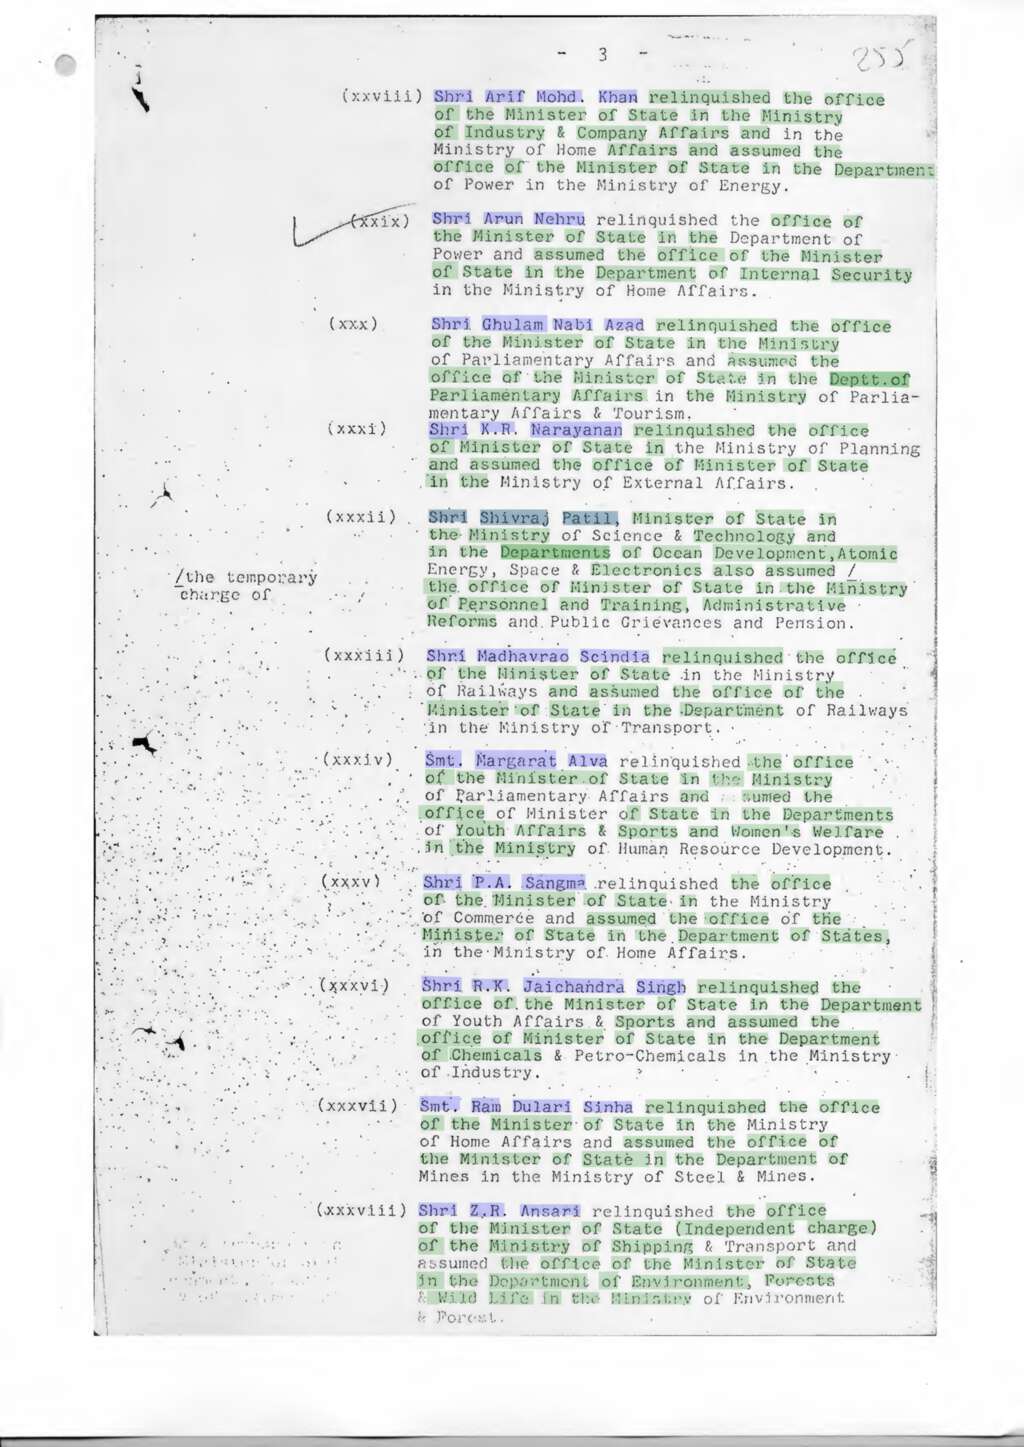 - 3 -
255
(xxviii) Shri Arif Mohd. Khan relinquished the office
of the Minister of State in the Ministry
of Industry & Company Affairs and in the
Ministry of Home Affairs and assumed the
office of the Minister of State in the Department
of Power in the Ministry of Energy.
(xxix) Shri Arun Nehru relinquished the office of
the Minister of State in the Department of
Power and assumed the office of the Minister
of State in the Department of Internal Security
in the Ministry of Home Affairs.
(xxx) Shri Ghulam Nabi Azad relinquished the office
of the Minister of State in the Ministry
of Parliamentary Affairs and assumed the
office of the Minister of State in the Deptt.of
Parliamentary Affairs in the Ministry of Parlia-
mentary Affairs & Tourism.
(xxxi) Shri K.R. Narayanan relinquished the office
of Minister of State in the Ministry of Planning
and assumed the office of Minister of State
in the Ministry of External Affairs.
(xxxii) Shri Shivraj Patil, Minister of State in
the Ministry of Science & Technology and
in the Departments of Ocean Development,Atomic
Energy, Space & Electronics also assumed /
/the temporary
charge of
the office of Minister of State in the Ministry
of Personnel and Training, Administrative
Reforms and Public Grievances and Pension.
(xxxiii) Shri Madhavrao Scindia relinquished the office
of the Minister of State in the Ministry
of Railways and assumed the office of the
Minister of State in the Department of Railways
in the Ministry of Transport.
(xxxiv) Smt. Margarat Alva relinquished the office
of the Minister of State in the Ministry
of Parliamentary Affairs and assumed the
office of Minister of State in the Departments
of Youth Affairs & Sports and Women's Welfare
in the Ministry of Human Resource Development.
(xxxv) Shri P.A. Sangma relinquished the office
of the Minister of State in the Ministry
of Commerce and assumed the office of the
Minister of State in the Department of States,
in the Ministry of Home Affairs.
(xxxvi) Shri R.K. Jaichandra Singh relinquished the
office of the Minister of State in the Department
of Youth Affairs & Sports and assumed the
office of Minister of State in the Department
of Chemicals & Petro-Chemicals in the Ministry
of Industry.
(xxxvii) Smt. Ram Dulari Sinha relinquished the office
of the Minister of State in the Ministry
of Home Affairs and assumed the office of
the Minister of State in the Department of
Mines in the Ministry of Steel & Mines.
(xxxviii) Shri Z.R. Ansari relinquished the office
of the Minister of State (Independent charge)
of the Ministry of Shipping & Transport and
assumed the office of the Minister of State
in the Department of Environment, Forests
& Wild Life in the Ministry of Environment
& Forest.